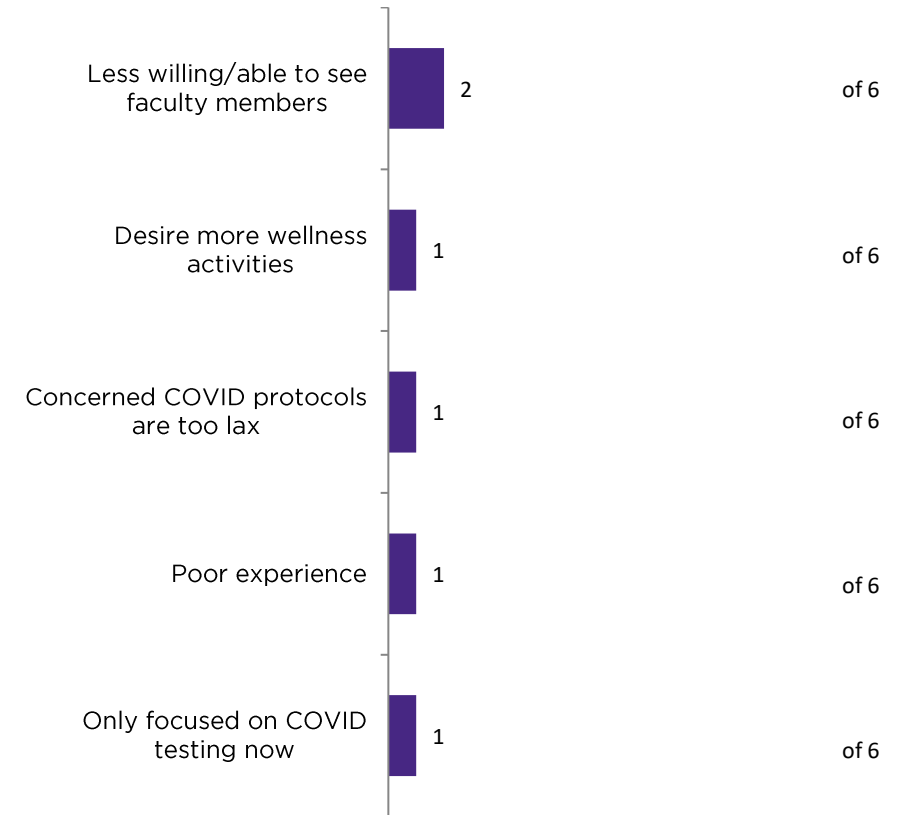 Less willing/able to see
faculty members
2
of 6
Desire more wellness
activities
1
of 6
Concerned COVID protocols
are too lax
1
of 6
Poor experience
1
of 6
Only focused on COVID
testing now
1
of 6